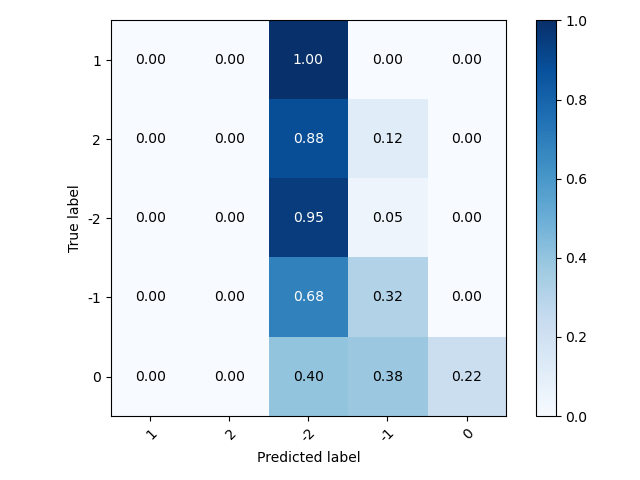 1 0.00 0.00 1.00 0.00 0.00
2 0.00 0.00 0.88 0.12 0.00
-2 0.00 0.00 0.95 0.05 0.00
-1 0.00 0.00 0.68 0.32 0.00
0 0.00 0.00 0.40 0.38 0.22
1 2 -2 -1 0
Predicted label
True label
1.0
0.8
0.6
0.4
0.2
0.0